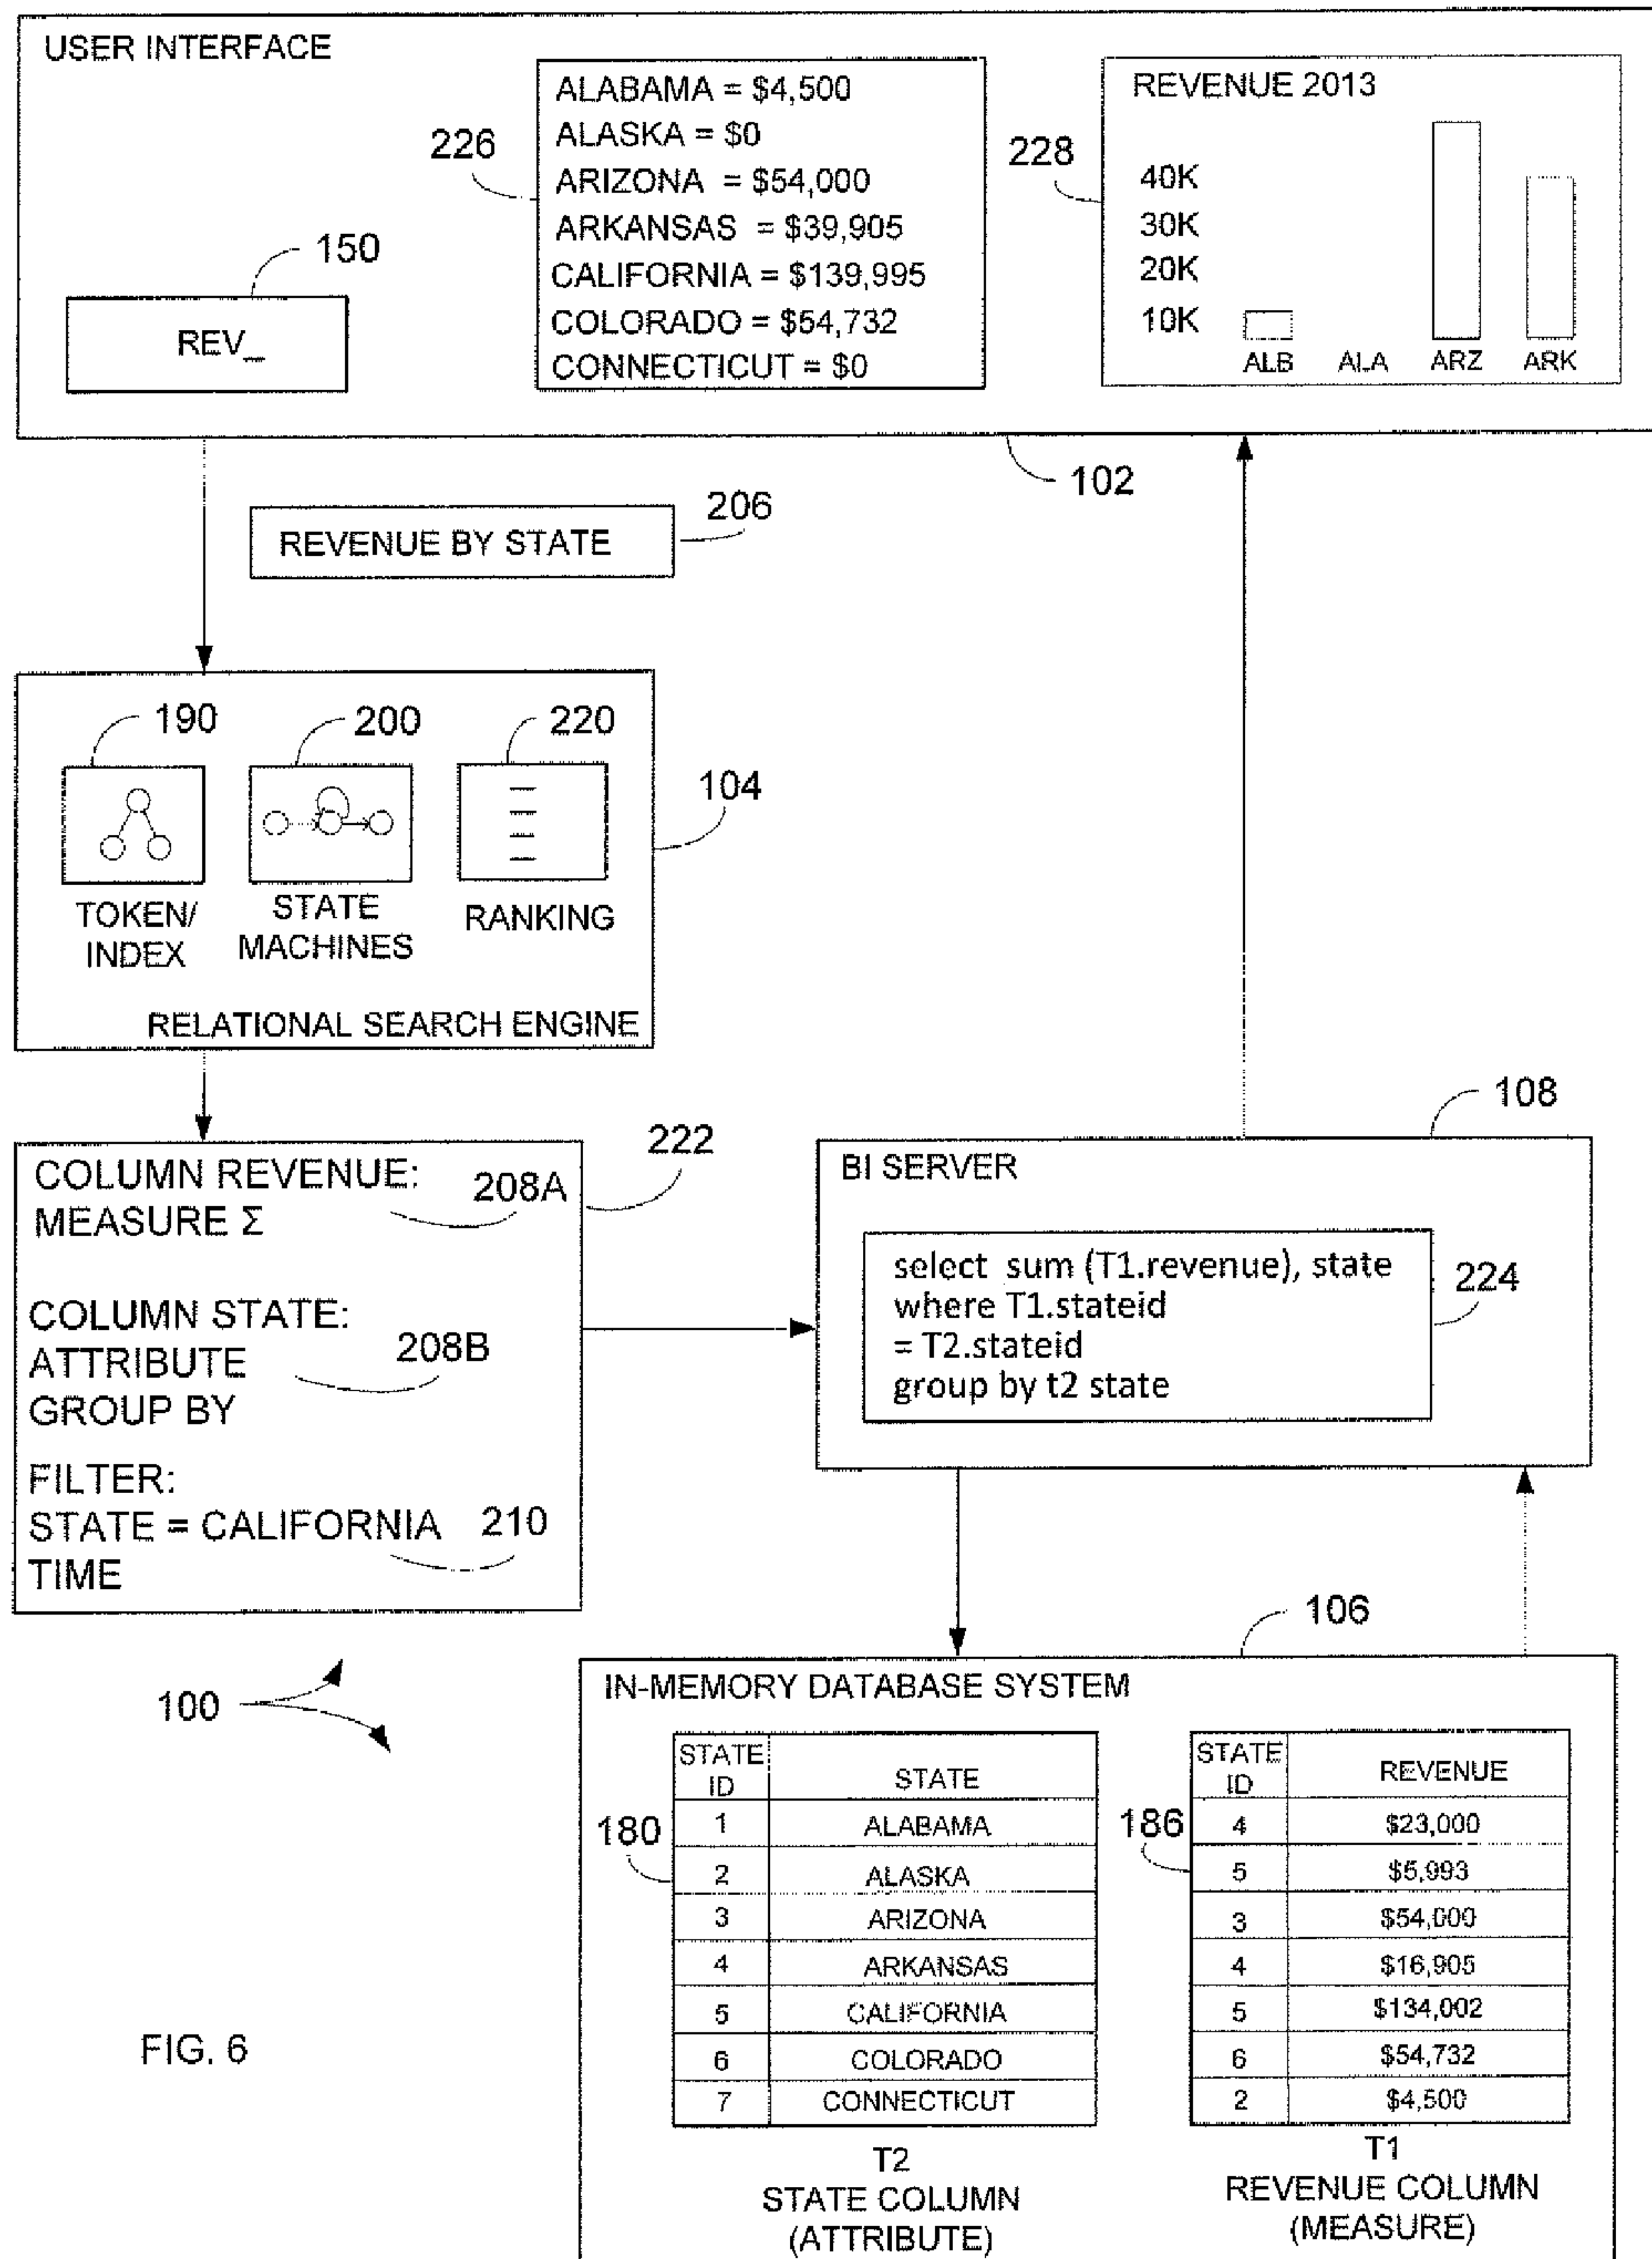 USER INTERFACE
226
ALABAMA = $4,500
ALASKA = $0
ARIZONA = $54,000
ARKANSAS = $39,905
CALIFORNIA = $139,995
COLORADO = $54,732
CONNECTICUT = $0
228
REVENUE 2013
40K
30K
20K
10K
ALB ALA ARZ ARK
150
REV_
102
REVENUE BY STATE
206
190
200
220
104
TOKEN/
INDEX
STATE
MACHINES
RANKING
RELATIONAL SEARCH ENGINE
222
COLUMN REVENUE:
MEASURE Σ
208A
COLUMN STATE:
ATTRIBUTE
GROUP BY
208B
FILTER:
STATE = CALIFORNIA
TIME
210
108
BI SERVER
select sum (T1.revenue), state
where T1.stateid
= T2.stateid
group by t2 state
224
100
106
IN-MEMORY DATABASE SYSTEM
180
STATE
ID
STATE
1 ALABAMA
2 ALASKA
3 ARIZONA
4 ARKANSAS
5 CALIFORNIA
6 COLORADO
7 CONNECTICUT
T2
STATE COLUMN
(ATTRIBUTE)
186
STATE
ID
REVENUE
4 $23,000
5 $5,993
3 $54,000
4 $16,905
5 $134,002
6 $54,732
2 $4,500
T1
REVENUE COLUMN
(MEASURE)
FIG. 6